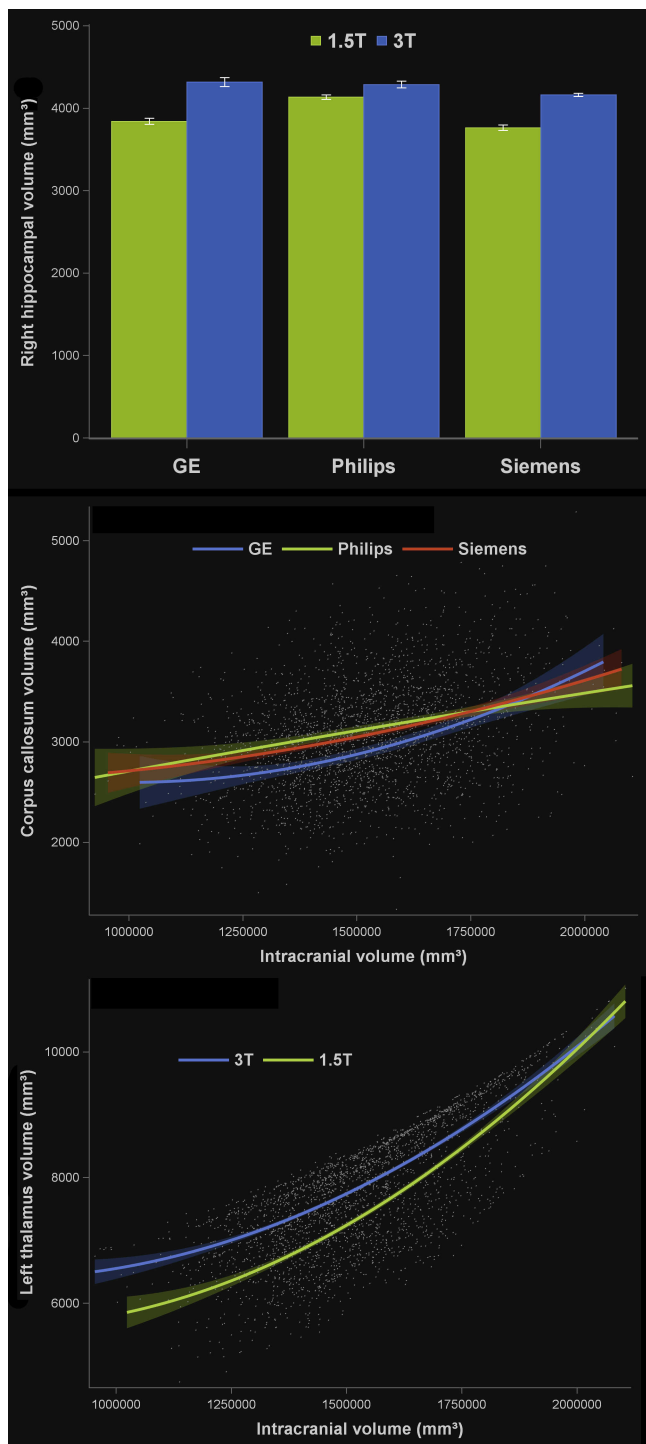 5000
1.5T 3T
4000
3000
2000
1000
0
Right hippocampal volume (mm³)
GE Philips Siemens
GE Philips Siemens
5000
4000
3000
2000
Corpus callosum volume (mm³)
1000000 1250000 1500000 1750000 2000000
Intracranial volume (mm³)
3T 1.5T
10000
8000
6000
Left thalamus volume (mm³)
1000000 1250000 1500000 1750000 2000000
Intracranial volume (mm³)